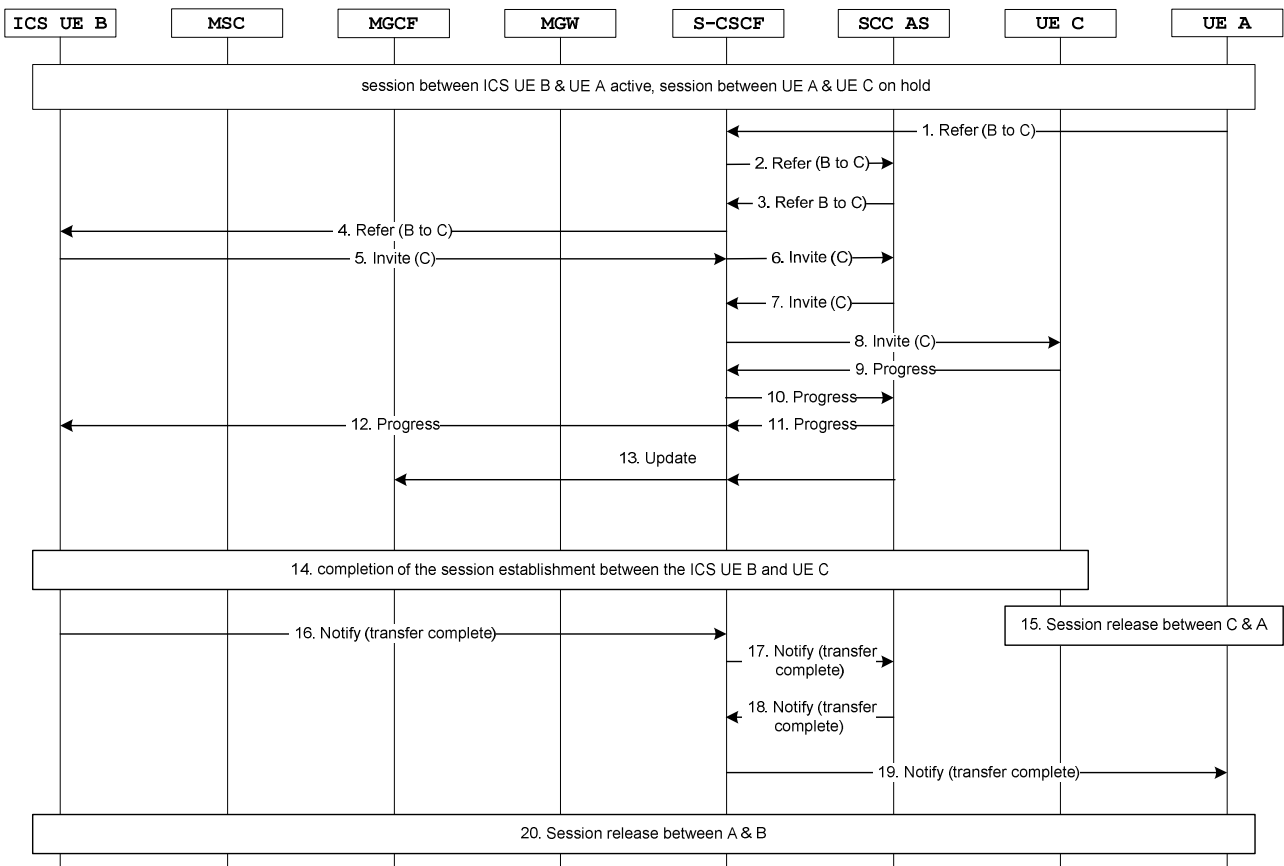 ICS UE B
MSC
MGCF
MGW
S-CSCF
SCC AS
UE C
UE A
session between ICS UE B & UE A active, session between UE A & UE C on hold
1. Refer (B to C)
2. Refer (B to C)
3. Refer B to C)
4. Refer (B to C)
5. Invite (C)
6. Invite (C)
7. Invite (C)
8. Invite (C)
9. Progress
10. Progress
12. Progress
11. Progress
13. Update
14. completion of the session establishment between the ICS UE B and UE C
15. Session release between C & A
16. Notify (transfer complete)
17. Notify (transfer
complete)
18. Notify (transfer
complete)
19. Notify (transfer complete)
20. Session release between A & B